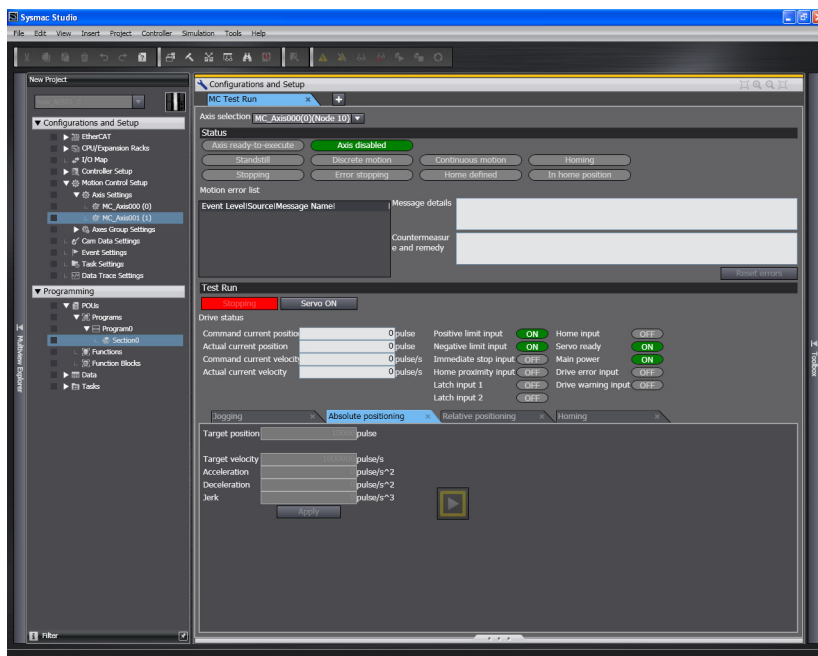 Sysmac Studio
File Edit View Insert Project Controller Simulation Tools Help
New Project
Configurations and Setup
EtherCAT
CPU/Expansion Racks
I/O Map
Controller Setup
Motion Control Setup
Axis Settings
MC_Axis000 (0)
MC_Axis001 (1)
Axes Group Settings
Cam Data Settings
Event Settings
Task Settings
Data Trace Settings
Programming
POUs
Programs
Program0
Section0
Functions
Function Blocks
Data
Tasks
Filter
Multiview Explorer
Configurations and Setup
MC Test Run
Axis selection MC_Axis000(0)(Node 10)
Status
Axis ready-to-execute Axis disabled
Standstill Discrete motion Continuous motion Homing
Stopping Error stopping Home defined In home position
Motion error list
Event Level|Source|Message Name| Message details
Countermeasur
e and remedy
Reset errors
Test Run
Stopping Servo ON
Drive status
Command current positio 0 pulse Positive limit input ON Home input OFF
Actual current position 0 pulse Negative limit input ON Servo ready ON
Command current velocit 0 pulse/s Immediate stop input OFF Main power ON
Actual current velocity 0 pulse/s Home proximity input OFF Drive error input OFF
Latch input 1 OFF Drive warning input OFF
Latch input 2 OFF
Jogging Absolute positioning Relative positioning Homing
Target position pulse
Target velocity pulse/s
Acceleration pulse/s^2
Deceleration pulse/s^2
Jerk pulse/s^3
Apply
Toolbox